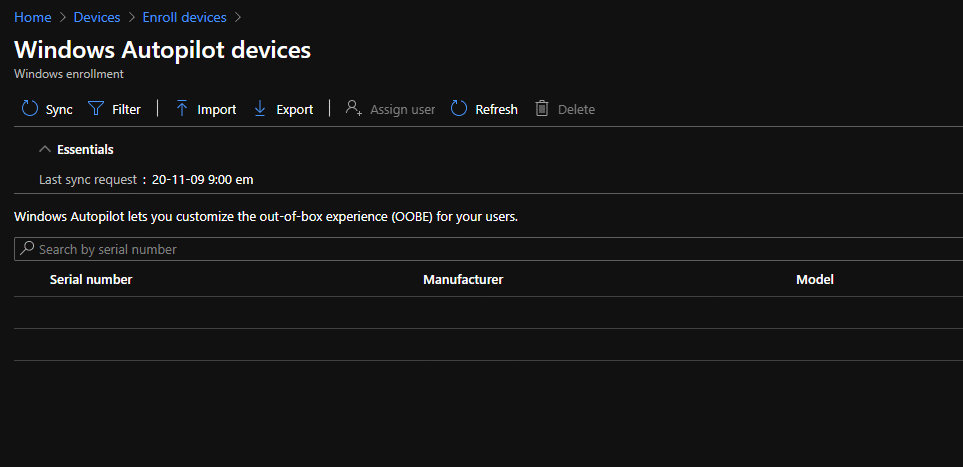 Home > Devices > Enroll devices >
Windows Autopilot devices
Windows enrollment
Sync Filter | Import Export | Assign user Refresh Delete
Essentials
Last sync request : 20-11-09 9:00 em
Windows Autopilot lets you customize the out-of-box experience (OOBE) for your users.
Search by serial number
Serial number Manufacturer Model